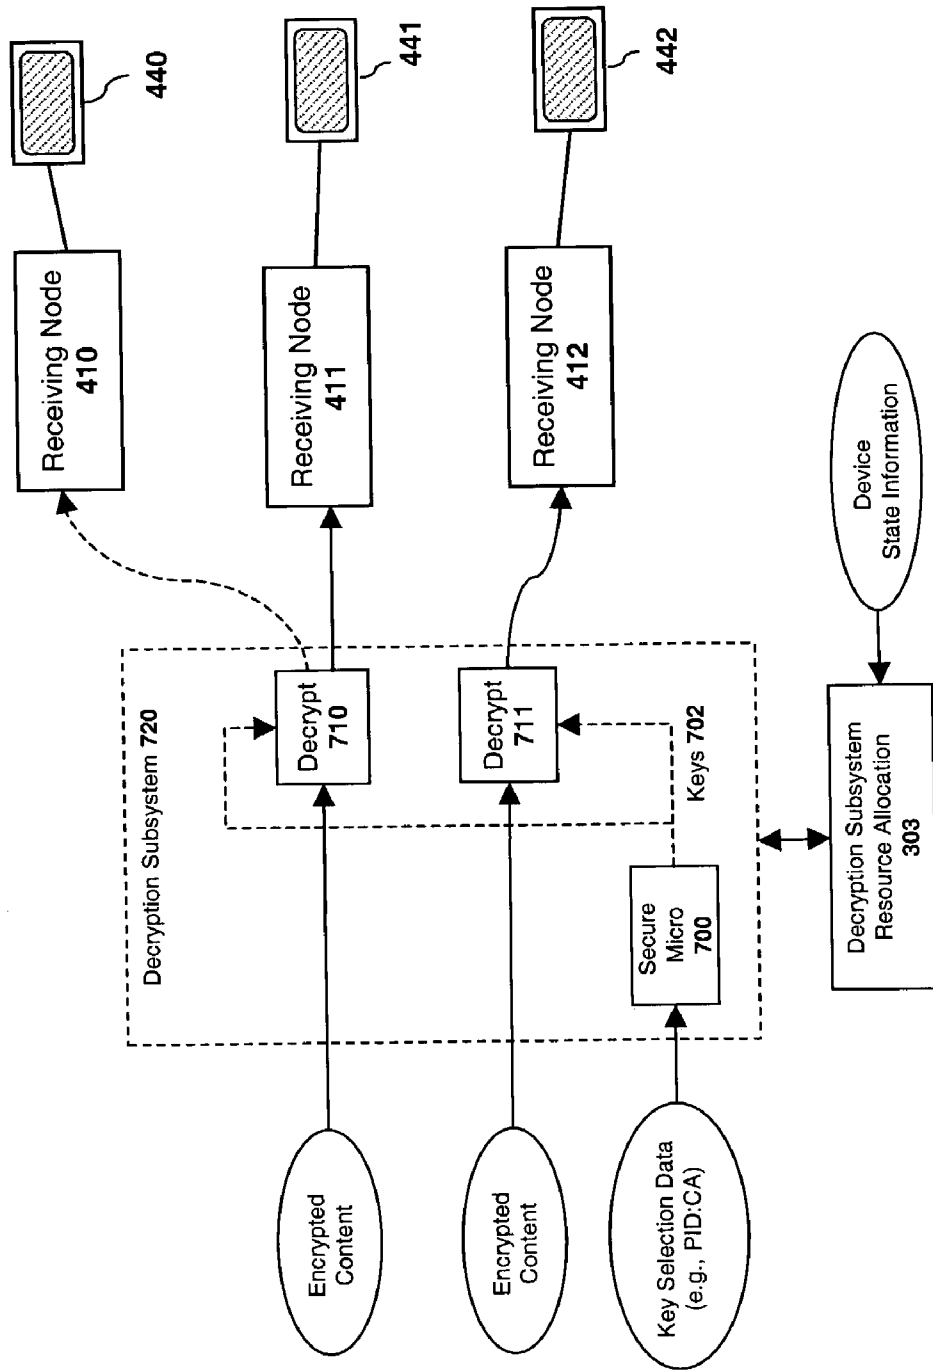 440
441
442
Receiving Node
410
Receiving Node
411
Receiving Node
412
Decryption Subsystem 720
Decrypt
710
Decrypt
711
Keys 702
Secure
Micro
700
Encrypted
Content
Encrypted
Content
Key Selection Data
(e.g., PID:CA)
Device
State Information
Decryption Subsystem
Resource Allocation
303